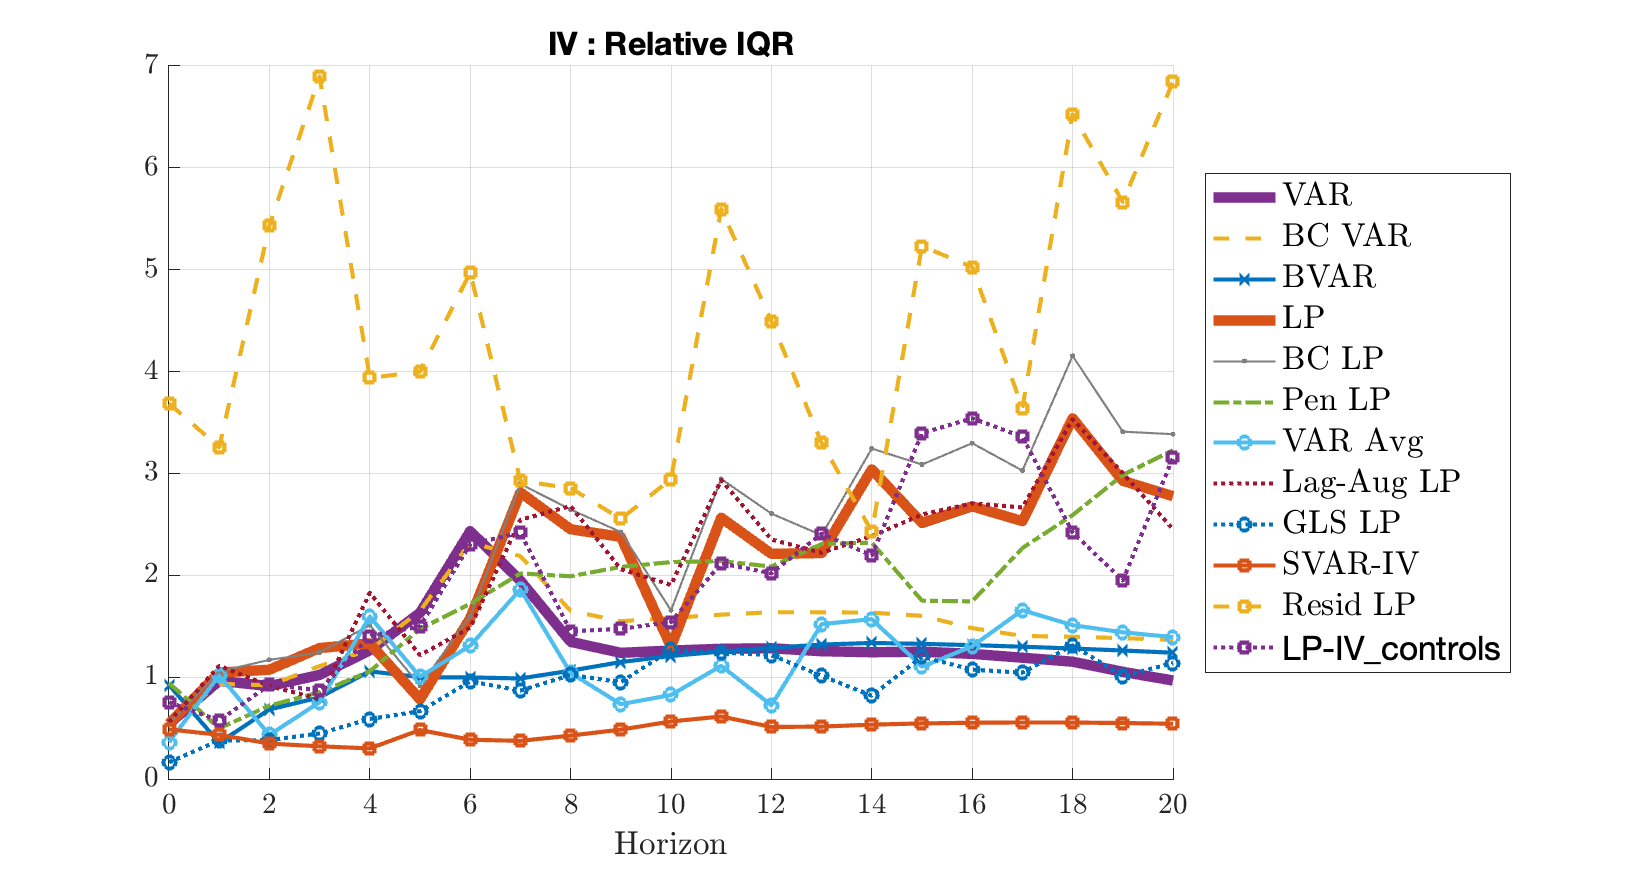 IV : Relative IQR
7
6
5
4
3
2
1
0
0 2 4 6 8 10 12 14 16 18 20
Horizon
VAR
BC VAR
BVAR
LP
BC LP
Pen LP
VAR Avg
Lag-Aug LP
GLS LP
SVAR-IV
Resid LP
LP-IV_controls